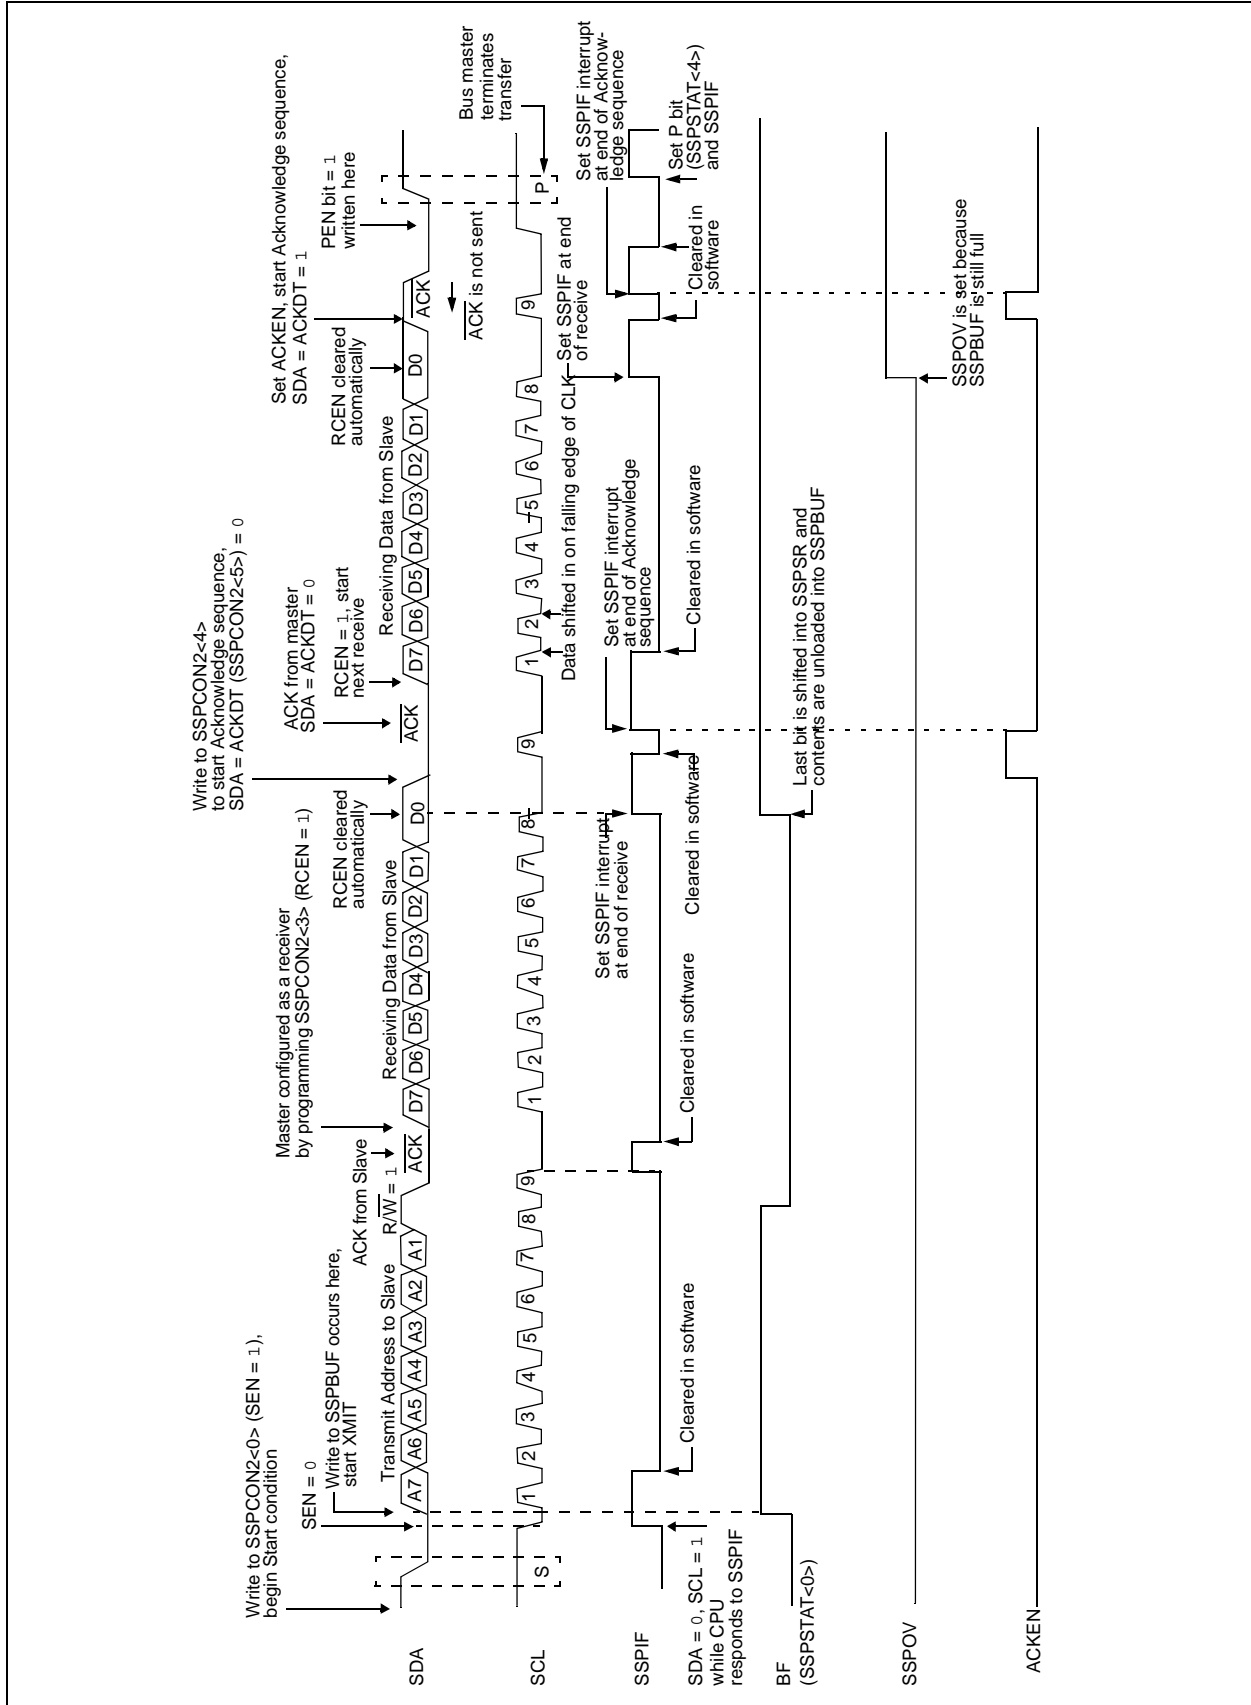 Write to SSPCON2<0> (SEN = 1),
begin Start condition
SEN = 0
Write to SSPBUF occurs here,
start XMIT
Transmit Address to Slave
ACK from Slave
R/W = 1
Master configured as a receiver
by programming SSPCON2<3> (RCEN = 1)
Receiving Data from Slave
RCEN cleared
automatically
Write to SSPCON2<4>
to start Acknowledge sequence,
SDA = ACKDT (SSPCON2<5>) = 0
ACK from master
SDA = ACKDT = 0
RCEN = 1, start
next receive
Receiving Data from Slave
RCEN cleared
automatically
Set ACKEN, start Acknowledge sequence,
SDA = ACKDT = 1
PEN bit = 1
written here
SDA
A7 A6 A5 A4 A3 A2 A1
ACK
D7 D6 D5 D4 D3 D2 D1 D0
ACK
D7 D6 D5 D4 D3 D2 D1 D0
ACK
ACK is not sent
Bus master
terminates
transfer
SCL
S
1 2 3 4 5 6 7 8 9
1 2 3 4 5 6 7 8 9
1 2 3 4 5 6 7 8 9
P
Data shifted in on falling edge of CLK
Set SSPIF interrupt
at end of receive
Set SSPIF interrupt
at end of Acknowledge
sequence
Set SSPIF at end
of receive
Set SSPIF interrupt
at end of Acknow-
ledge sequence
SSPIF
SDA = 0, SCL = 1
while CPU
responds to SSPIF
Cleared in software
Cleared in software
Cleared in software
Cleared in software
Cleared in
software
Set P bit
(SSPSTAT<4>)
and SSPIF
BF
(SSPSTAT<0>)
Last bit is shifted into SSPSR and
contents are unloaded into SSPBUF
SSPOV
SSPOV is set because
SSPBUF is still full
ACKEN